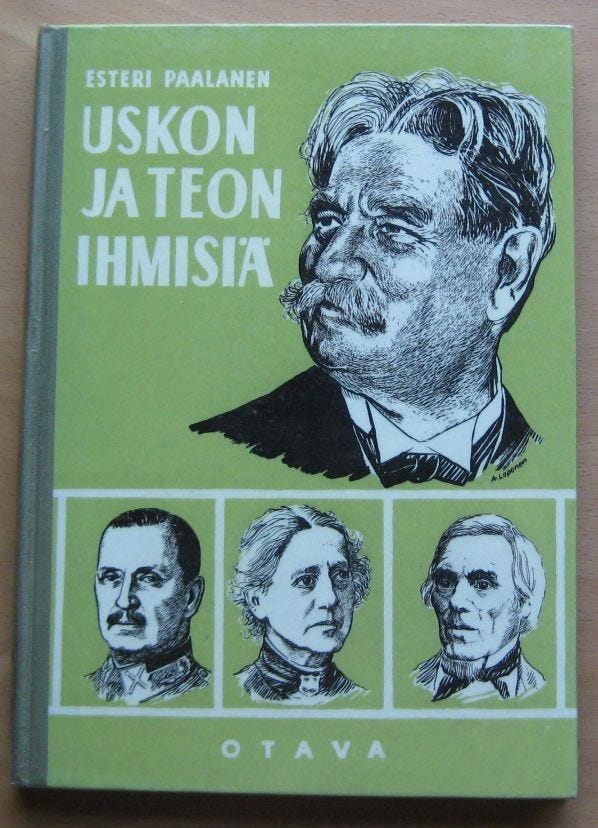 ESTERI PAALANEN
USKON
JA TEON
IHMISIÄ
A. Loponen
OTAVA